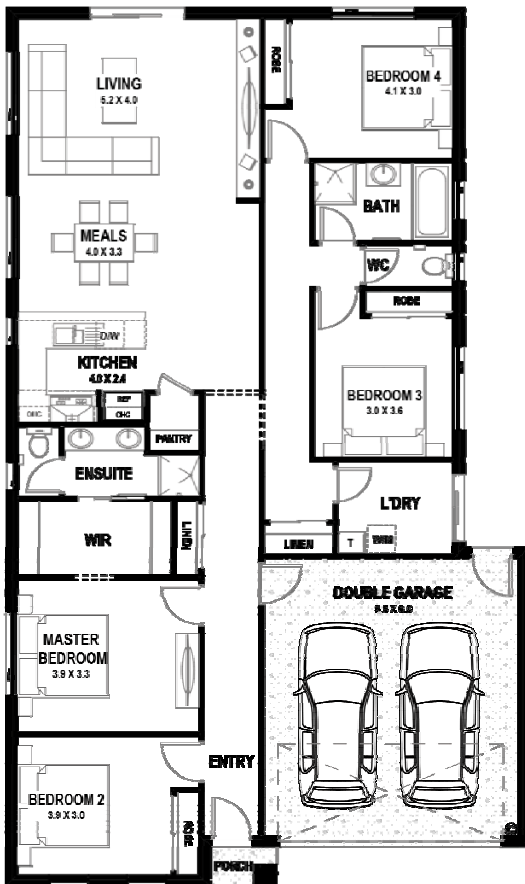 LIVING
5.2 X 4.0
ROBE
BEDROOM 4
4.1 X 3.0
BATH
MEALS
4.0 X 3.3
WC
ROBE
D/W
KITCHEN
4.0 X 2.4
BEDROOM 3
3.0 X 3.6
REF
OHC
OHC
PANTRY
ENSUITE
L'DRY
WIR
LINEN
LINEN
T
W/M
DOUBLE GARAGE
MASTER
BEDROOM
3.9 X 3.3
ENTRY
BEDROOM 2
3.9 X 3.0
ROBE
PORCH